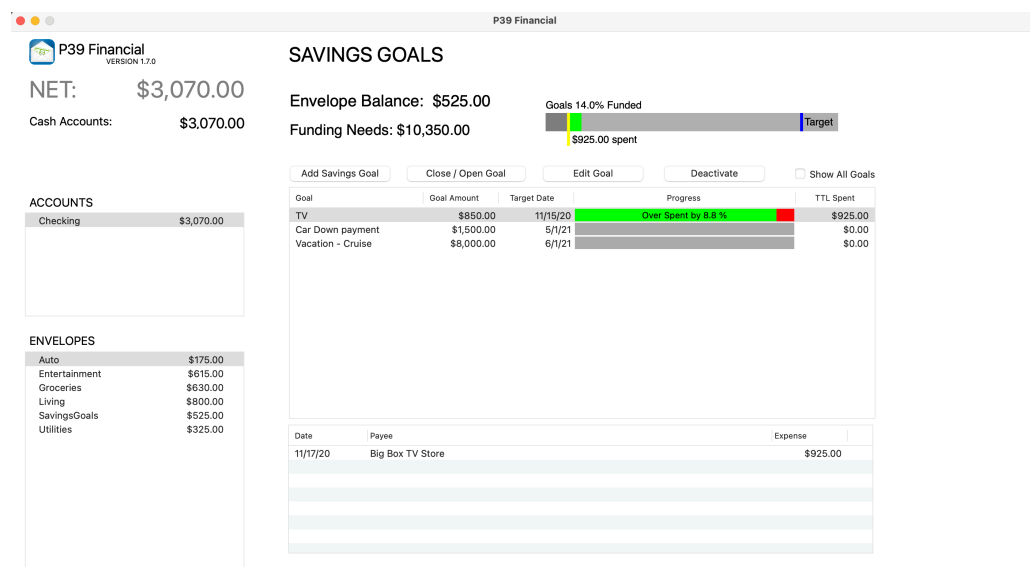 P39 Financial
P39 Financial
VERSION 1.7.0
NET: $3,070.00
Cash Accounts: $3,070.00
ACCOUNTS
Checking $3,070.00
ENVELOPES
Auto $175.00
Entertainment $615.00
Groceries $630.00
Living $800.00
SavingsGoals $525.00
Utilities $325.00
SAVINGS GOALS
Envelope Balance: $525.00
Funding Needs: $10,350.00
Goals 14.0% Funded
Target
$925.00 spent
Add Savings Goal Close / Open Goal Edit Goal Deactivate Show All Goals
Goal Goal Amount Target Date Progress TTL Spent
TV $850.00 11/15/20 Over Spent by 8.8 % $925.00
Car Down payment $1,500.00 5/1/21 $0.00
Vacation - Cruise $8,000.00 6/1/21 $0.00
Date Payee Expense
11/17/20 Big Box TV Store $925.00